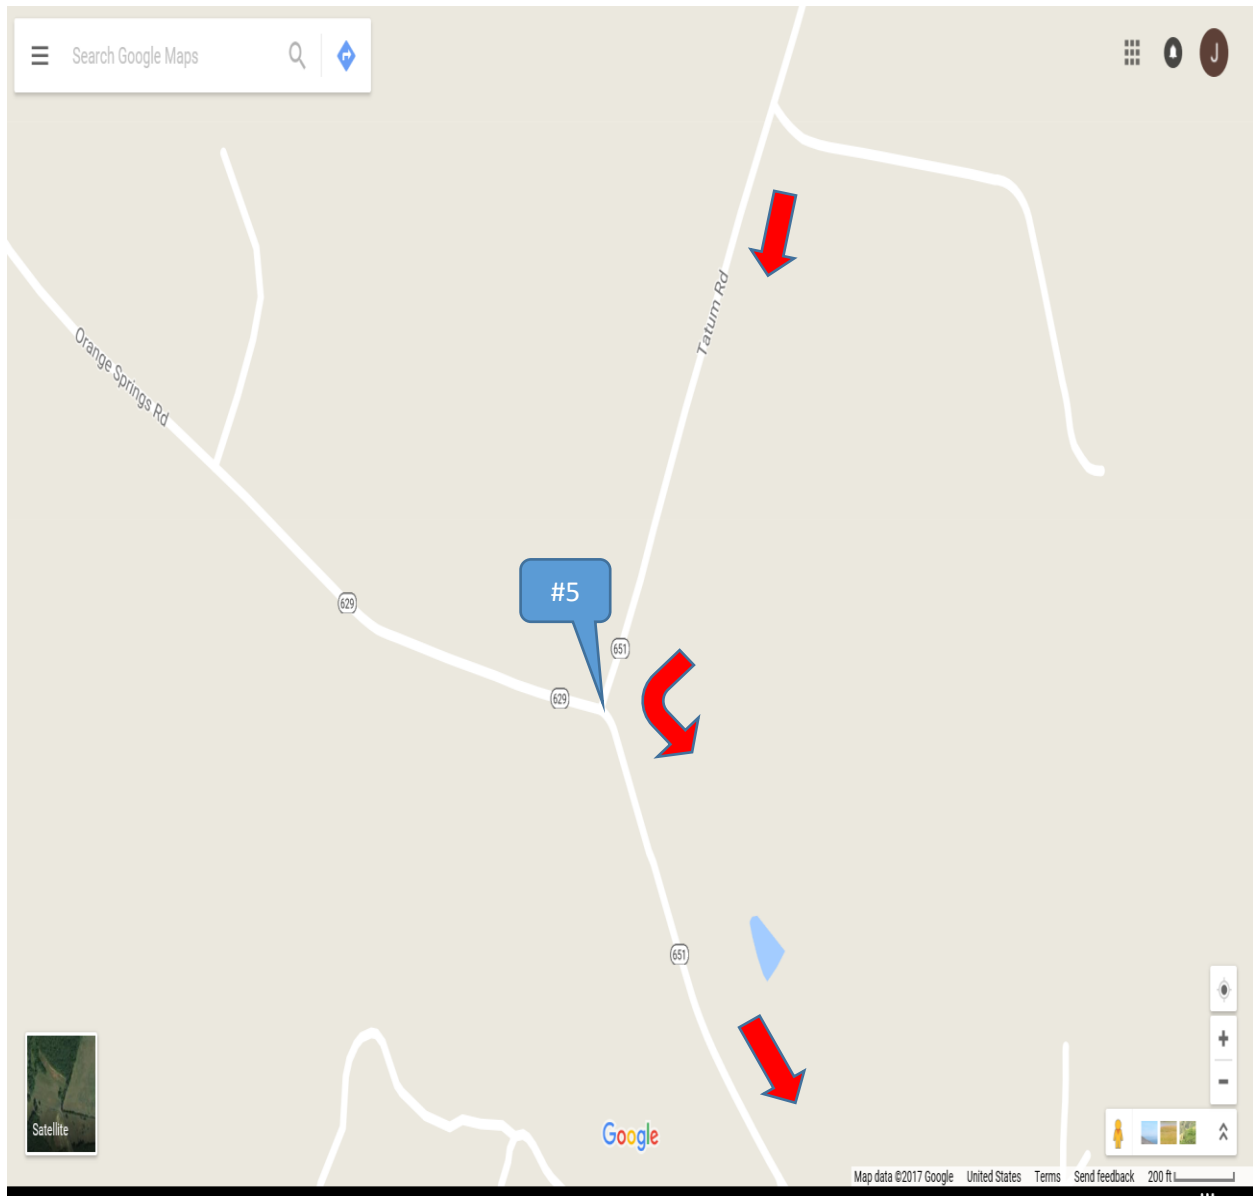 Search Google Maps
J
Tatum Rd
Orange Springs Rd
#5
629
651
629
651
Satellite
Google
Map data ©2017 Google United States Terms Send feedback 200 ft